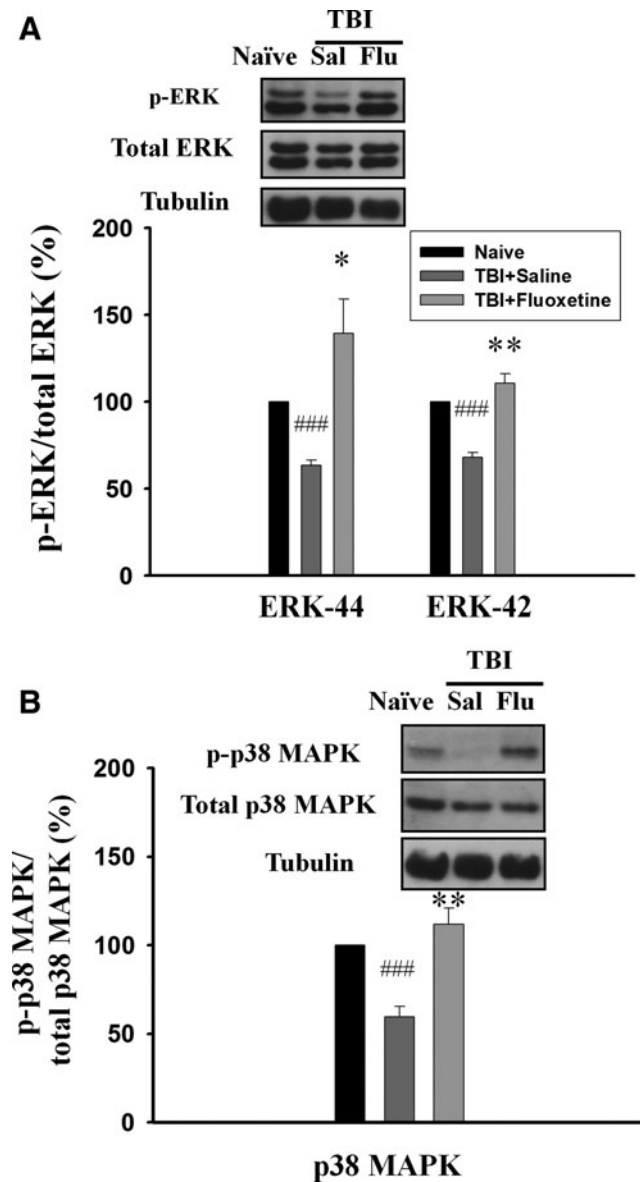 A
TBI
Naïve Sal Flu
p-ERK
Total ERK
Tubulin
p-ERK/total ERK (%)
200
150
100
50
0
Naive
TBI+Saline
TBI+Fluoxetine
*
**
###
###
ERK-44
ERK-42
B
TBI
Naïve Sal Flu
p-p38 MAPK
Total p38 MAPK
Tubulin
p-p38 MAPK/
total p38 MAPK (%)
200
150
100
50
0
**
###
p38 MAPK